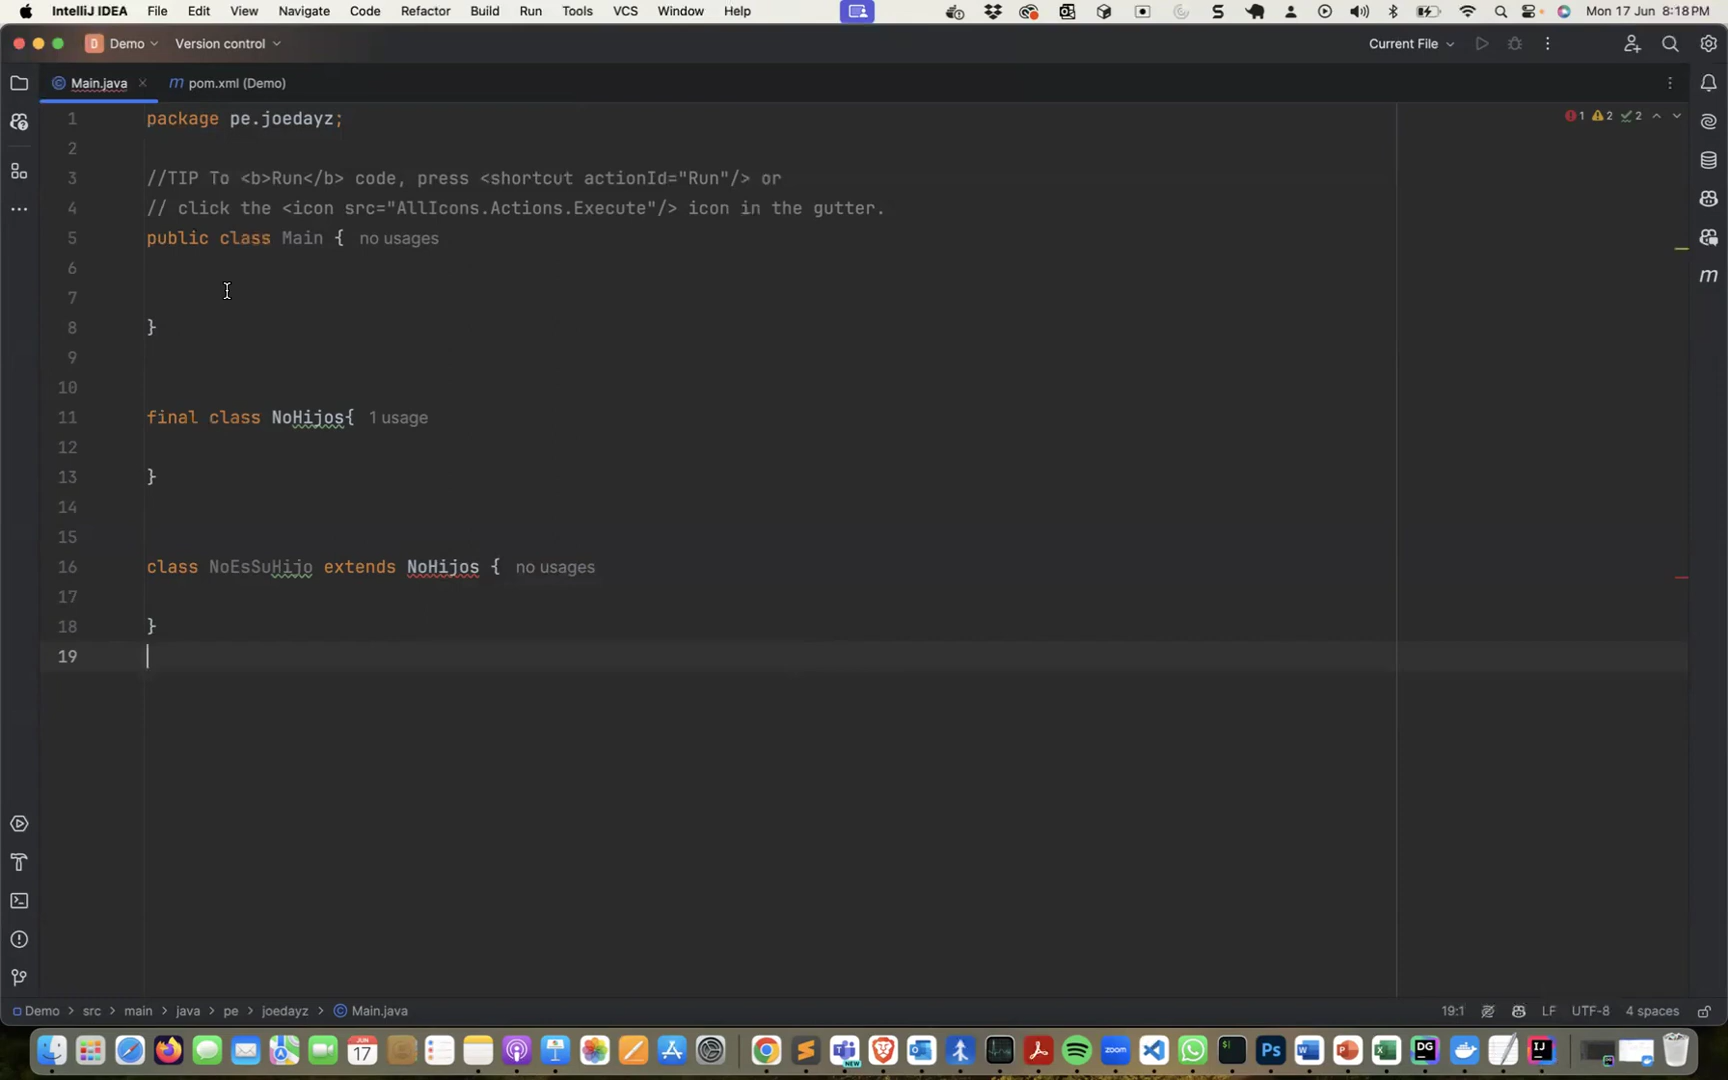 IntelliJ IDEA File Edit View Navigate Code Refactor Build Run Tools VCS Window Help Mon 17 Jun 8:18 PM
D Demo Version control Current File
Main.java m pom.xml (Demo)
1 package pe.joedayz; 1 2 2
2
3 //TIP To <b>Run</b> code, press <shortcut actionId="Run"/> or
4 // click the <icon src="AllIcons.Actions.Execute"/> icon in the gutter.
5 public class Main { no usages
6
7
8 }
9
10
11 final class NoHijos{ 1 usage
12
13 }
14
15
16 class NoEsSuHijo extends NoHijos { no usages
17
18 }
19
Demo > src > main > java > pe > joedayz > Main.java 19:1 LF UTF-8 4 spaces
JUN
17
NEW